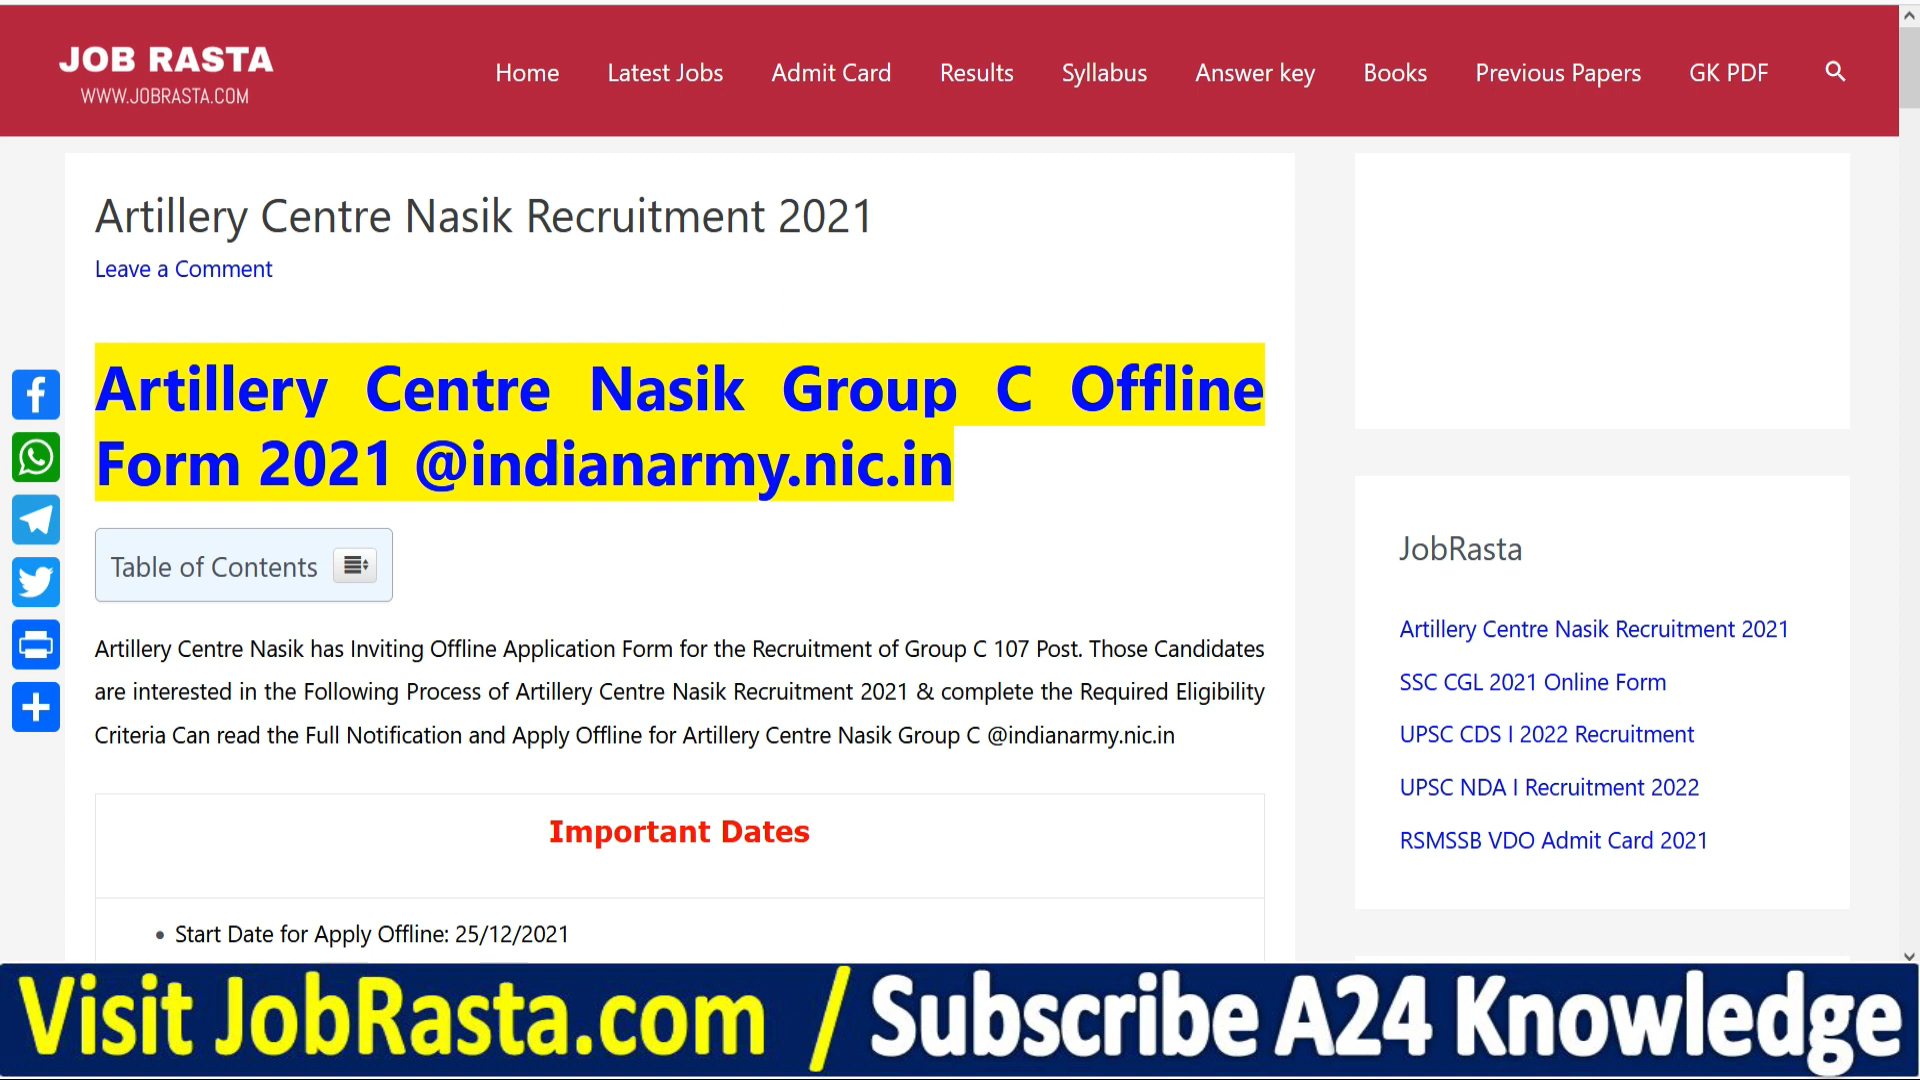 JOB RASTA
WWW.JOBRASTA.COM
Home Latest Jobs Admit Card Results Syllabus Answer key Books Previous Papers GK PDF
Artillery Centre Nasik Recruitment 2021
Leave a Comment
Artillery Centre Nasik Group C Offline
Form 2021 @indianarmy.nic.in
Table of Contents
Artillery Centre Nasik has Inviting Offline Application Form for the Recruitment of Group C 107 Post. Those Candidates
are interested in the Following Process of Artillery Centre Nasik Recruitment 2021 & complete the Required Eligibility
Criteria Can read the Full Notification and Apply Offline for Artillery Centre Nasik Group C @indianarmy.nic.in
Important Dates
• Start Date for Apply Offline: 25/12/2021
JobRasta
Artillery Centre Nasik Recruitment 2021
SSC CGL 2021 Online Form
UPSC CDS I 2022 Recruitment
UPSC NDA I Recruitment 2022
RSMSSB VDO Admit Card 2021
Visit JobRasta.com / Subscribe A24 Knowledge